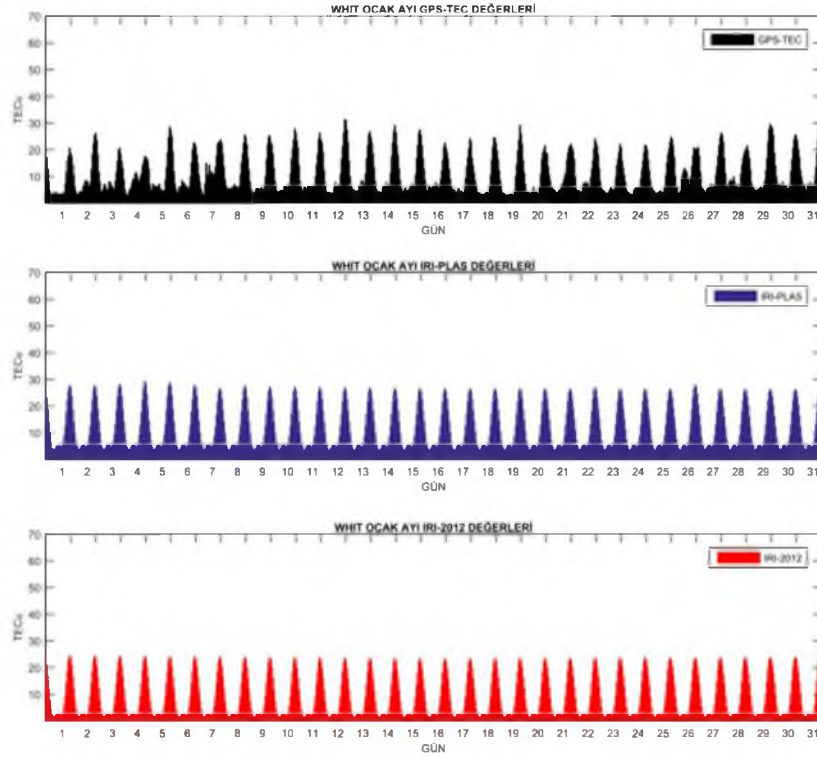 WHIT OCAK AYI GPS-TEC DEĞERLERİ
70
60
50
40
30
20
10
TECu
GPS-TEC
1 2 3 4 5 6 7 8 9 10 11 12 13 14 15 16 17 18 19 20 21 22 23 24 25 26 27 28 29 30 31
GÜN
WHIT OCAK AYI IRI-PLAS DEĞERLERİ
70
60
50
40
30
20
10
TECu
IRI-PLAS
1 2 3 4 5 6 7 8 9 10 11 12 13 14 15 16 17 18 19 20 21 22 23 24 25 26 27 28 29 30 31
GÜN
WHIT OCAK AYI IRI-2012 DEĞERLERİ
70
60
50
40
30
20
10
TECu
IRI-2012
1 2 3 4 5 6 7 8 9 10 11 12 13 14 15 16 17 18 19 20 21 22 23 24 25 26 27 28 29 30 31
GÜN